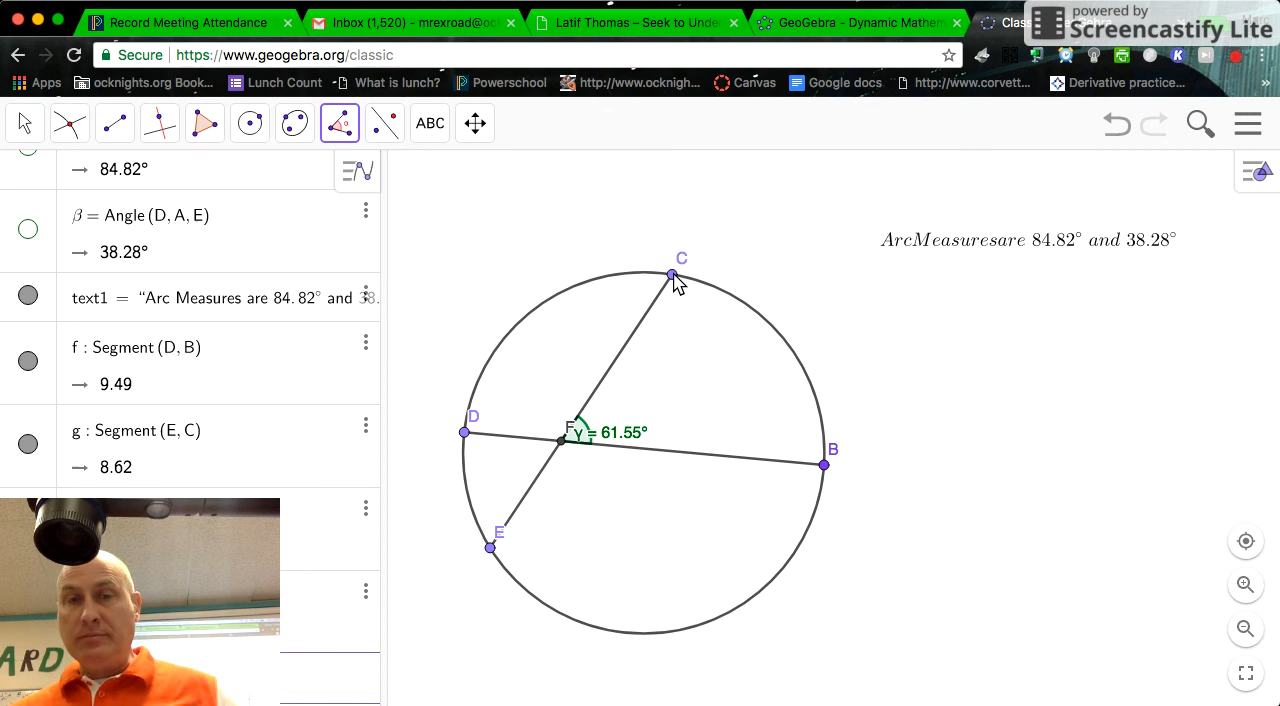 powered by
Screencastify Lite
Record Meeting Attendance
Inbox (1,520) - mrexroad@oc
Latif Thomas – Seek to Unde
GeoGebra - Dynamic Mathem
Secure https://www.geogebra.org/classic
Apps ocknights.org Book... Lunch Count What is lunch? Powerschool http://www.ocknigh... Canvas Google docs http://www.corvett... Derivative practice...
ABC
→ 84.82°
β = Angle (D, A, E)
→ 38.28°
text1 = “Arc Measures are 84.82° and 38.
f : Segment (D, B)
→ 9.49
g : Segment (E, C)
→ 8.62
ArcMeasuresare 84.82° and 38.28°
C
D
F
γ = 61.55°
B
E
ARD